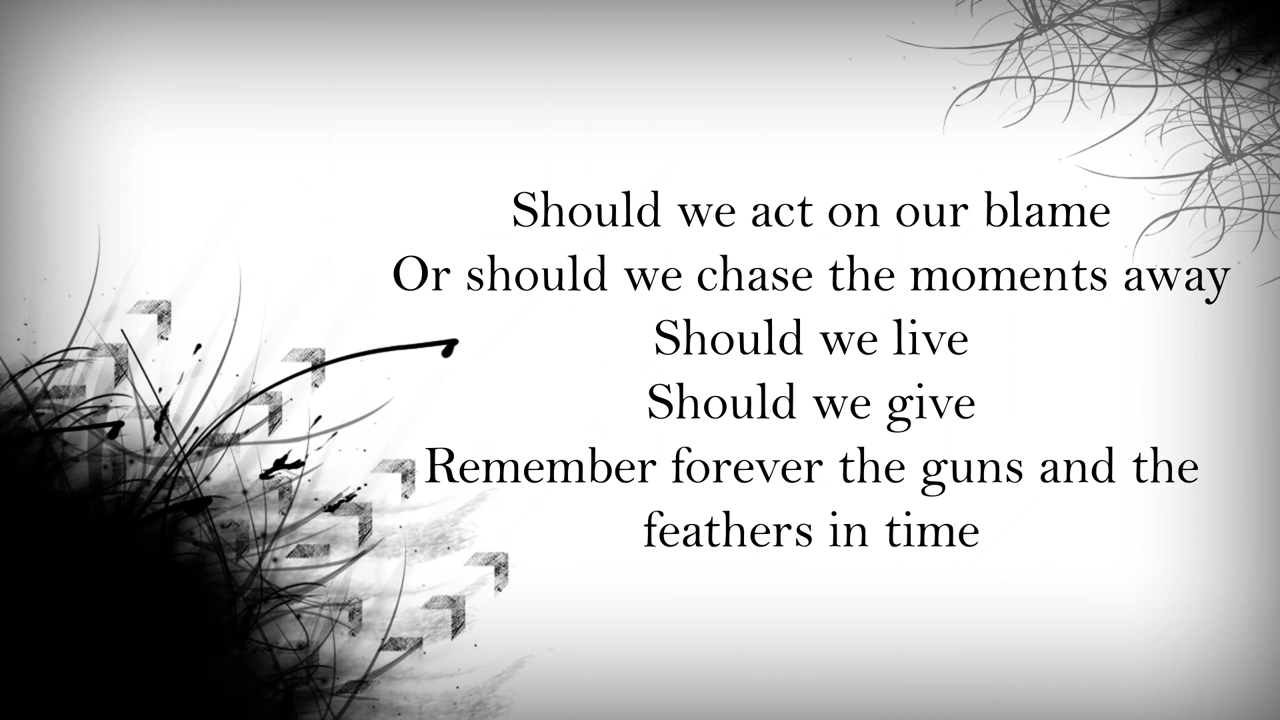 Should we act on our blame
Or should we chase the moments away
Should we live
Should we give
Remember forever the guns and the
feathers in time